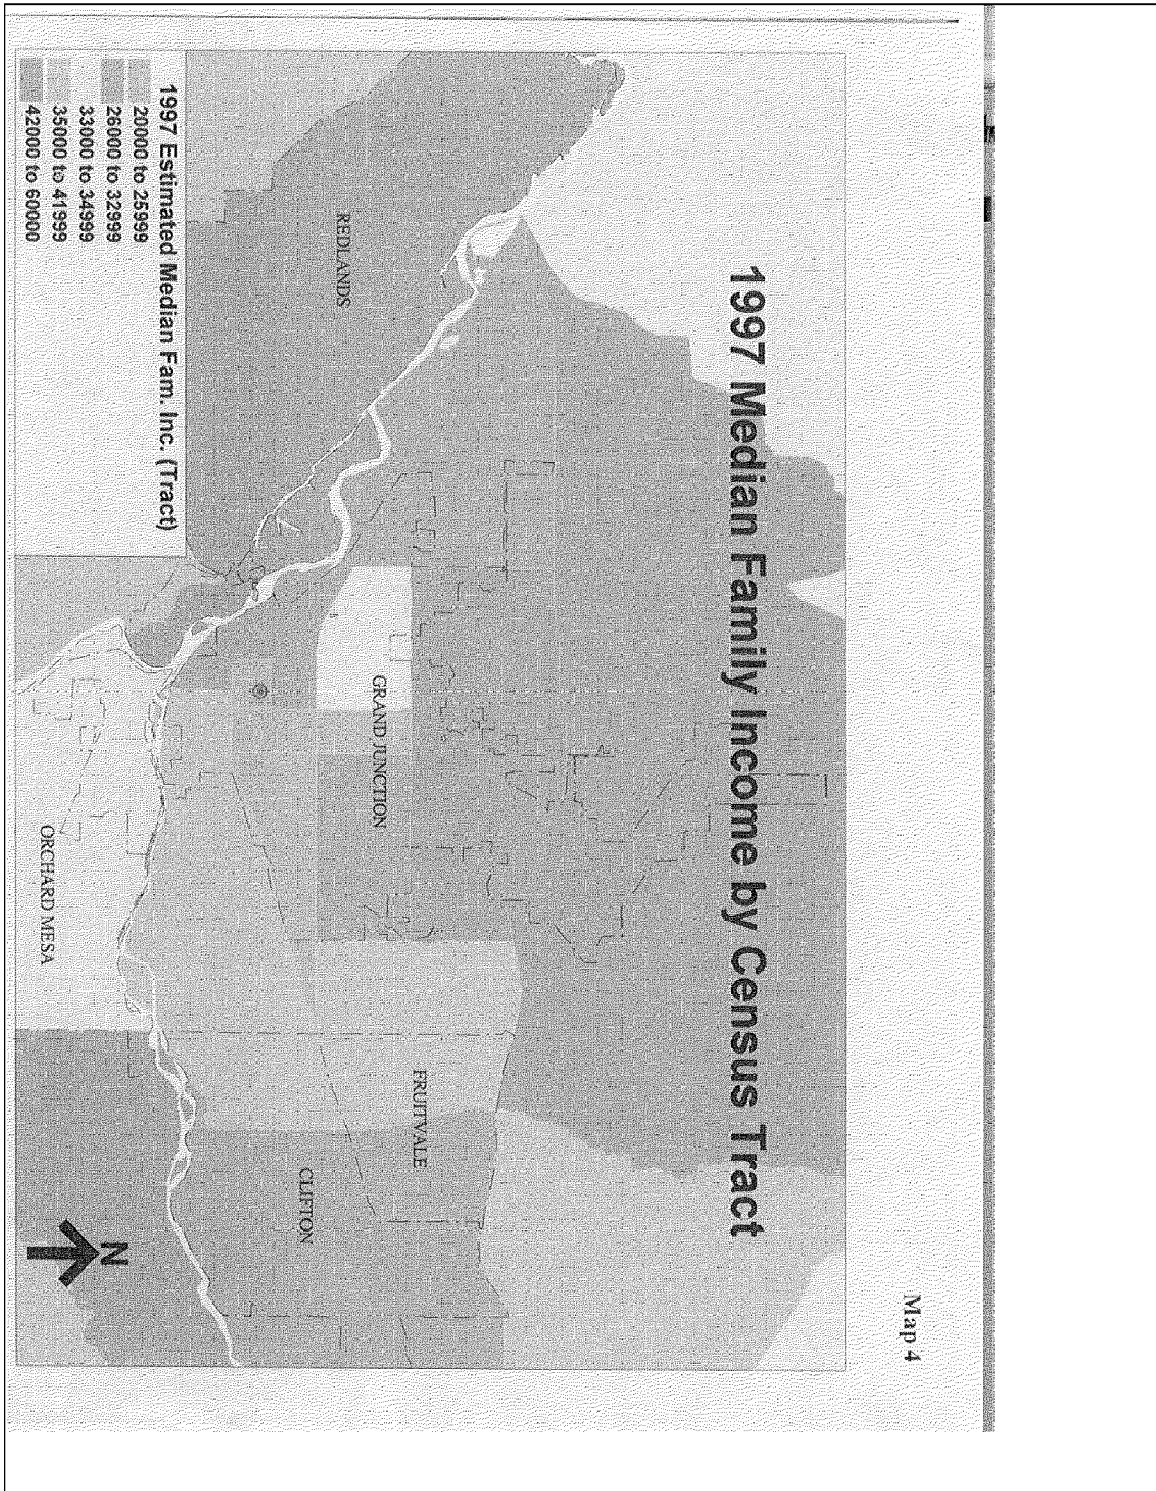 Map 4
1997 Median Family Income by Census Tract
REDLANDS
GRAND JUNCTION
FRUITVALE
CLIFTON
ORCHARD MESA
N
1997 Estimated Median Fam. Inc. (Tract)
20000 to 25999
26000 to 32999
33000 to 34999
35000 to 41999
42000 to 60000